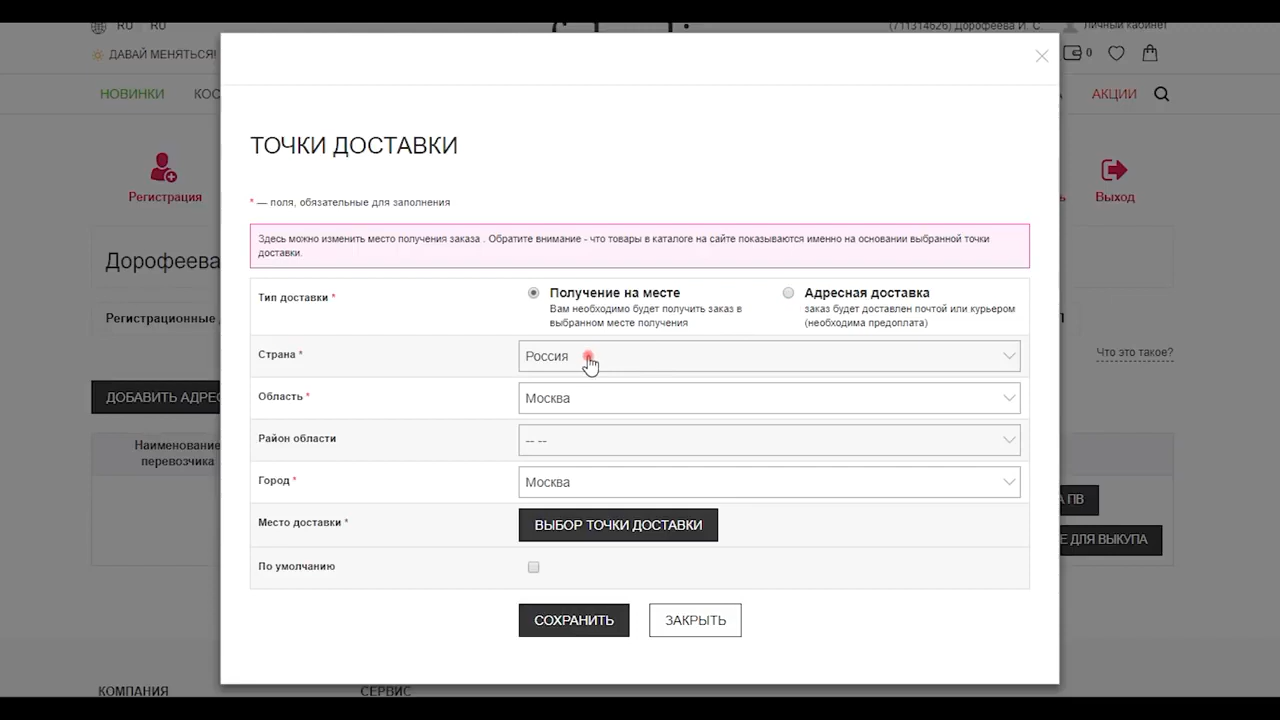 RU RU
(711314626) Дорофеева И. С. Личный кабинет
ДАВАЙ МЕНЯТЬСЯ!
0
НОВИНКИ КОС
АКЦИИ
ТОЧКИ ДОСТАВКИ
Регистрация
Выход
* — поля, обязательные для заполнения
Здесь можно изменить место получения заказа . Обратите внимание - что товары в каталоге на сайте показываются именно на основании выбранной точки
доставки.
Дорофеева
Тип доставки *
Получение на месте
Вам необходимо будет получить заказ в
выбранном месте получения
Адресная доставка
заказ будет доставлен почтой или курьером
(необходима предоплата)
Регистрационные
Страна *
Россия
Что это такое?
ДОБАВИТЬ АДРЕС
Область *
Москва
Район области
-- --
Наименование
перевозчика
Город *
Москва
А ПВ
Место доставки *
ВЫБОР ТОЧКИ ДОСТАВКИ
Е ДЛЯ ВЫКУПА
По умолчанию
СОХРАНИТЬ
ЗАКРЫТЬ
КОМПАНИЯ
СЕРВИС